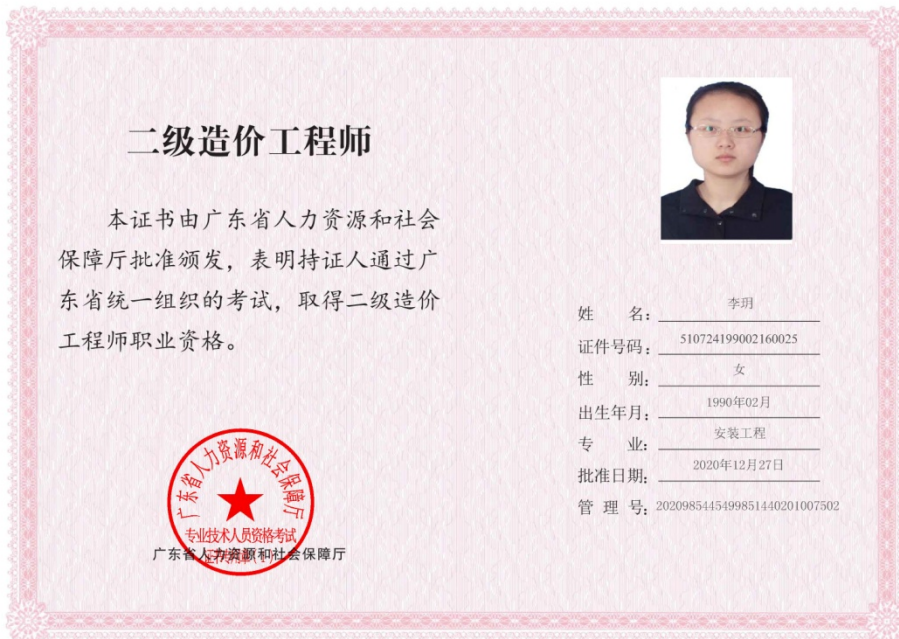 二级造价工程师
本证书由广东省人力资源和社会
保障厅批准颁发，表明持证人通过广
东省统一组织的考试，取得二级造价
工程师职业资格。
姓 名：李玥
证件号码：510724199002160025
性 别：女
出生年月：1990年02月
专 业：安装工程
批准日期：2020年12月27日
管 理 号：2020985445499851440201007502
广东省人力资源和社会保障厅
专业技术人员资格考试
广东省人力资源和社会保障厅